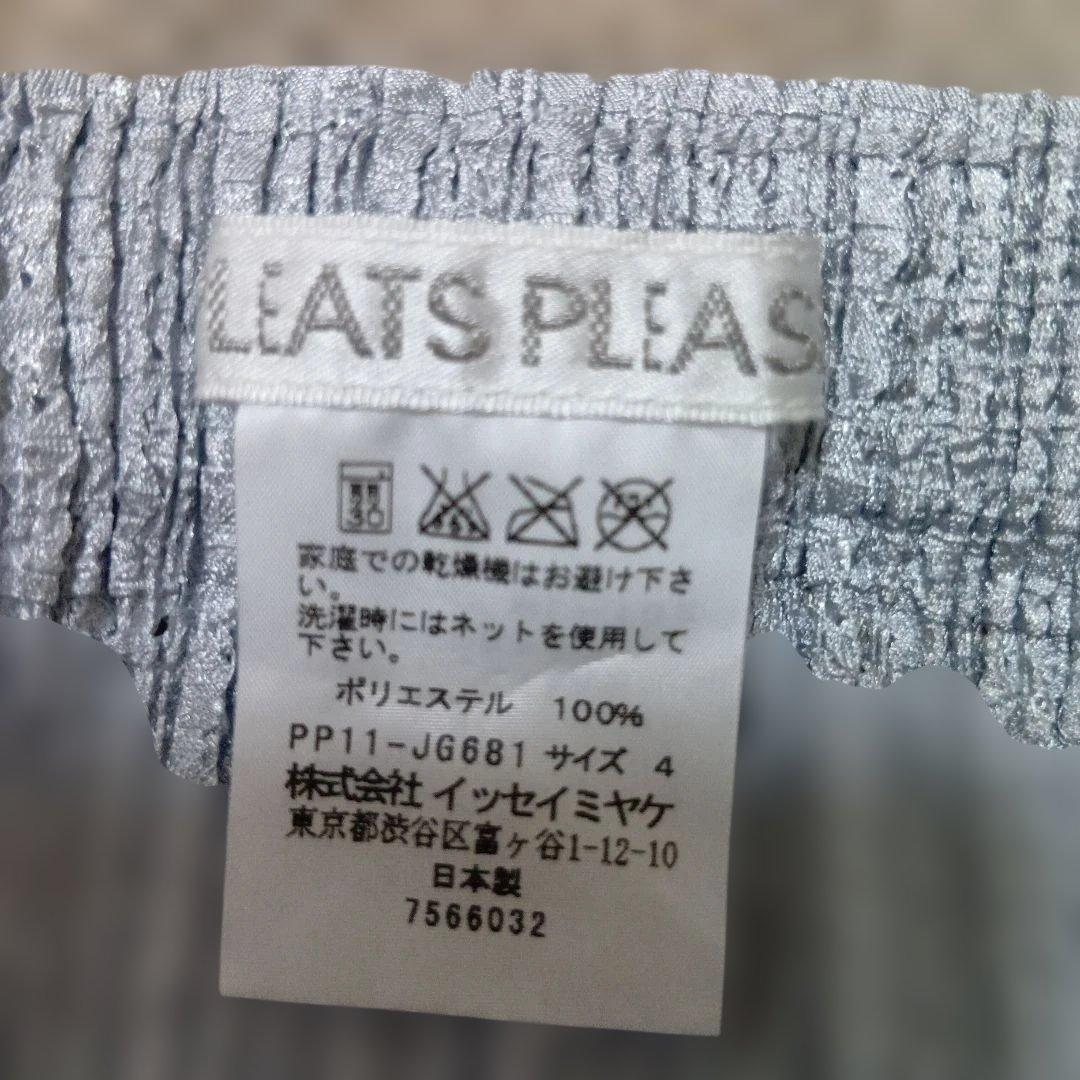 LEATS PLEAS
弱
30
家庭での乾燥機はお避け下さ
い。
洗濯時にはネットを使用して
下さい。
ポリエステル 100%
PP11-JG681 サイズ 4
株式会社 イッセイミヤケ
東京都渋谷区富ヶ谷1-12-10
日本製
7566032